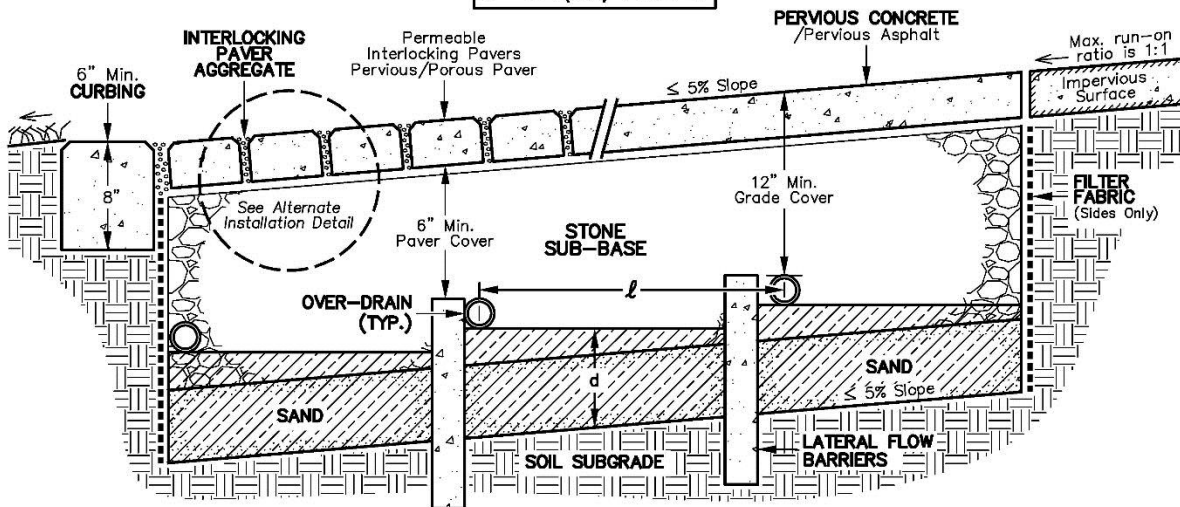 INTERLOCKING
PAVER
AGGREGATE
Permeable
Interlocking Pavers
Pervious/Porous Paver
PERVIOUS CONCRETE
/Pervious Asphalt
Max. run-on
ratio is 1:1
Impervious
Surface
6" Min.
CURBING
≤ 5% Slope
8"
See Alternate
Installation Detail
6" Min.
Paver Cover
12" Min.
Grade Cover
FILTER
FABRIC
(Sides Only)
STONE
SUB-BASE
OVER-DRAIN
(TYP.)
ℓ
d
SAND
SAND
≤ 5% Slope
SOIL SUBGRADE
LATERAL FLOW
BARRIERS